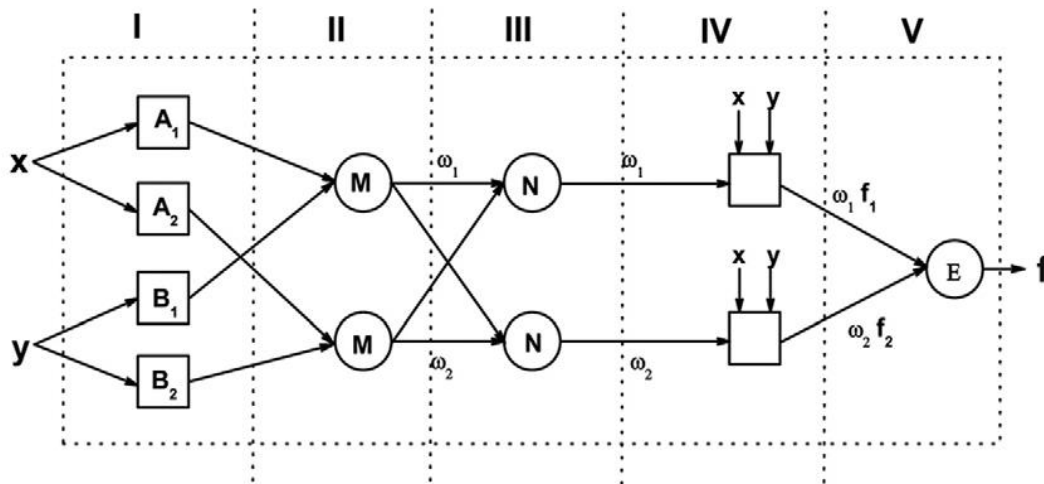 I II III IV V
x y
A₁
x
ω₁ ω₁
M N
ω₁ f₁
A₂
x y
E f
B₁
y
M N
ω₂ f₂
B₂
ω₂ ω₂